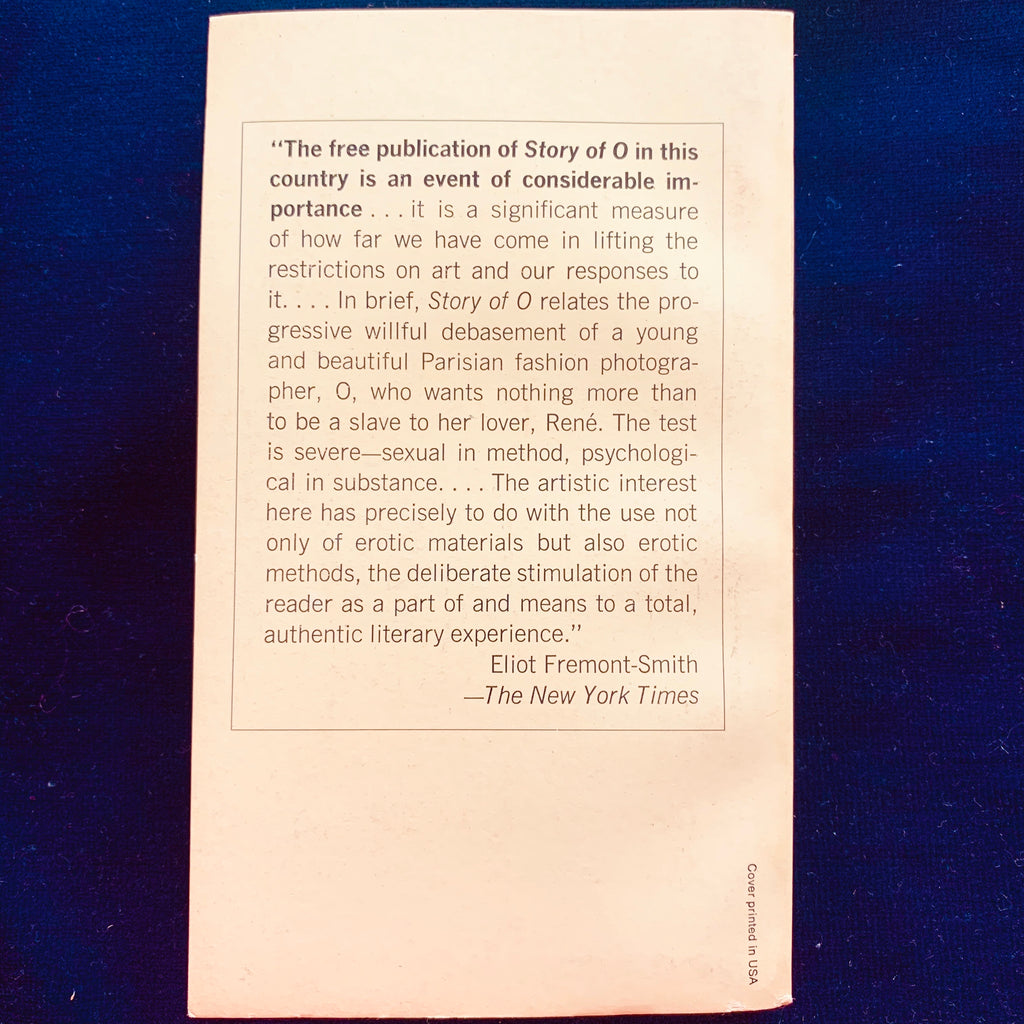 “The free publication of Story of O in this
country is an event of considerable im-
portance . . . it is a significant measure
of how far we have come in lifting the
restrictions on art and our responses to
it. . . . In brief, Story of O relates the pro-
gressive willful debasement of a young
and beautiful Parisian fashion photogra-
pher, O, who wants nothing more than
to be a slave to her lover, René. The test
is severe—sexual in method, psychologi-
cal in substance. . . . The artistic interest
here has precisely to do with the use not
only of erotic materials but also erotic
methods, the deliberate stimulation of the
reader as a part of and means to a total,
authentic literary experience.”
Eliot Fremont-Smith
—The New York Times
Cover printed in USA